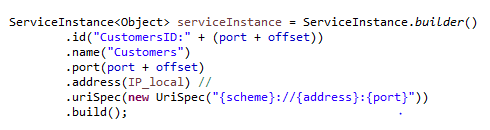 ServiceInstance<Object> serviceInstance = ServiceInstance.builder()
.id("CustomersID:" + (port + offset))
.name("Customers")
.port(port + offset)
.address(IP_local) //
.uriSpec(new UriSpec("{scheme}://{address}:{port}"))
.build();